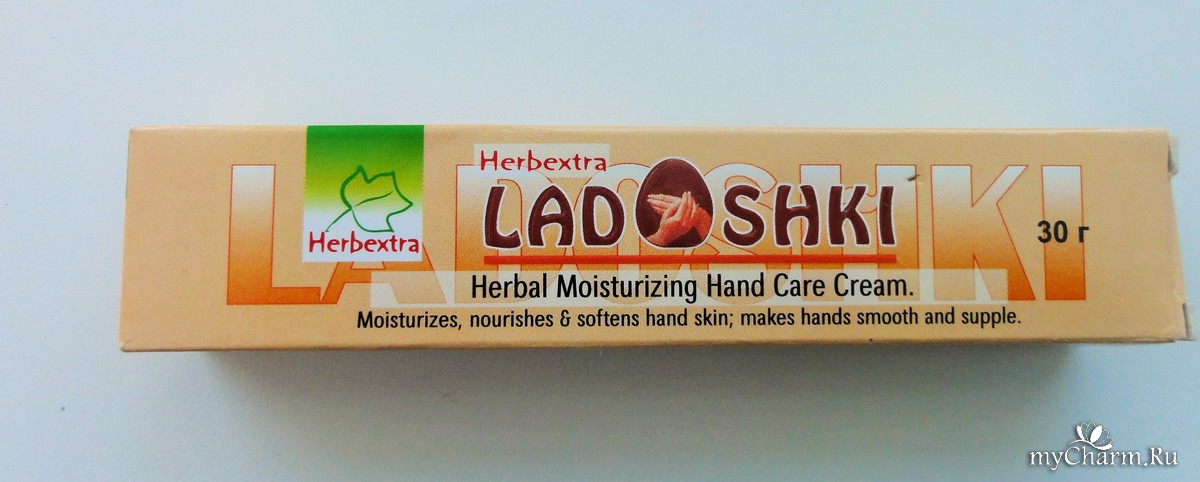 LADOSHKI
Herbextra
Herbextra
LADOSHKI
30 г
Herbal Moisturizing Hand Care Cream.
Moisturizes, nourishes & softens hand skin; makes hands smooth and supple.
myCharm.Ru